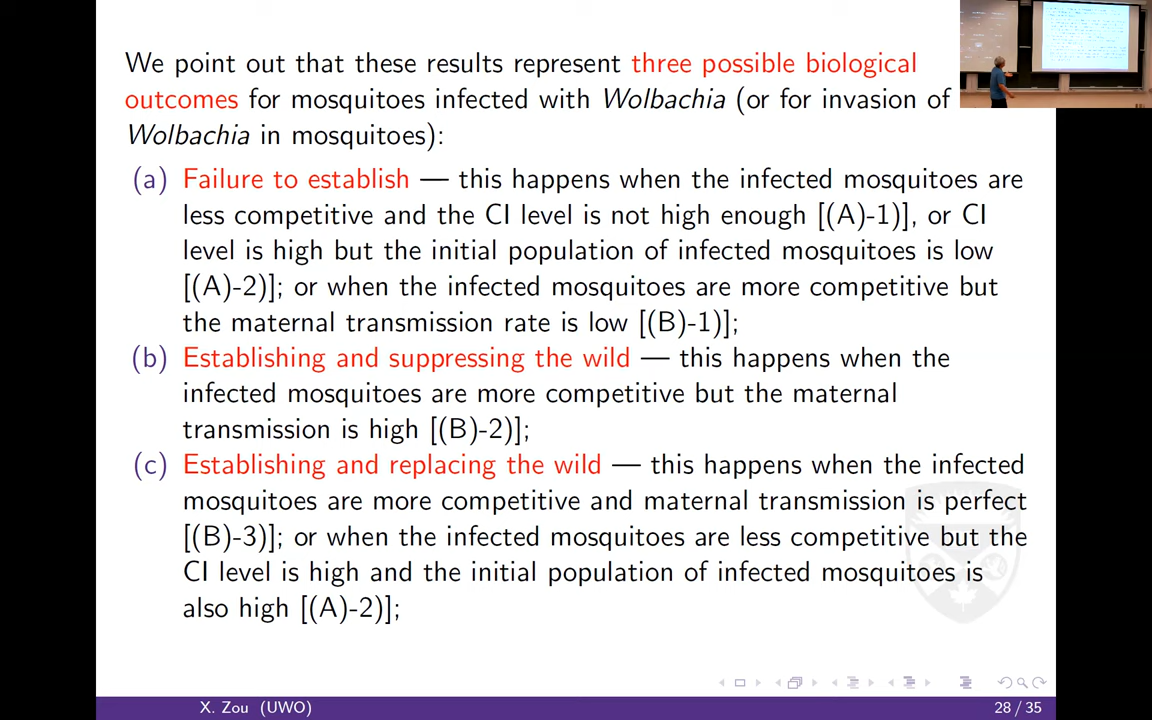 We point out that these results represent three possible biological
outcomes for mosquitoes infected with Wolbachia (or for invasion of
Wolbachia in mosquitoes):
(a) Failure to establish — this happens when the infected mosquitoes are
less competitive and the CI level is not high enough [(A)-1)], or CI
level is high but the initial population of infected mosquitoes is low
[(A)-2)]; or when the infected mosquitoes are more competitive but
the maternal transmission rate is low [(B)-1)];
(b) Establishing and suppressing the wild — this happens when the
infected mosquitoes are more competitive but the maternal
transmission is high [(B)-2)];
(c) Establishing and replacing the wild — this happens when the infected
mosquitoes are more competitive and maternal transmission is perfect
[(B)-3)]; or when the infected mosquitoes are less competitive but the
CI level is high and the initial population of infected mosquitoes is
also high [(A)-2)];
X. Zou (UWO)
28 / 35